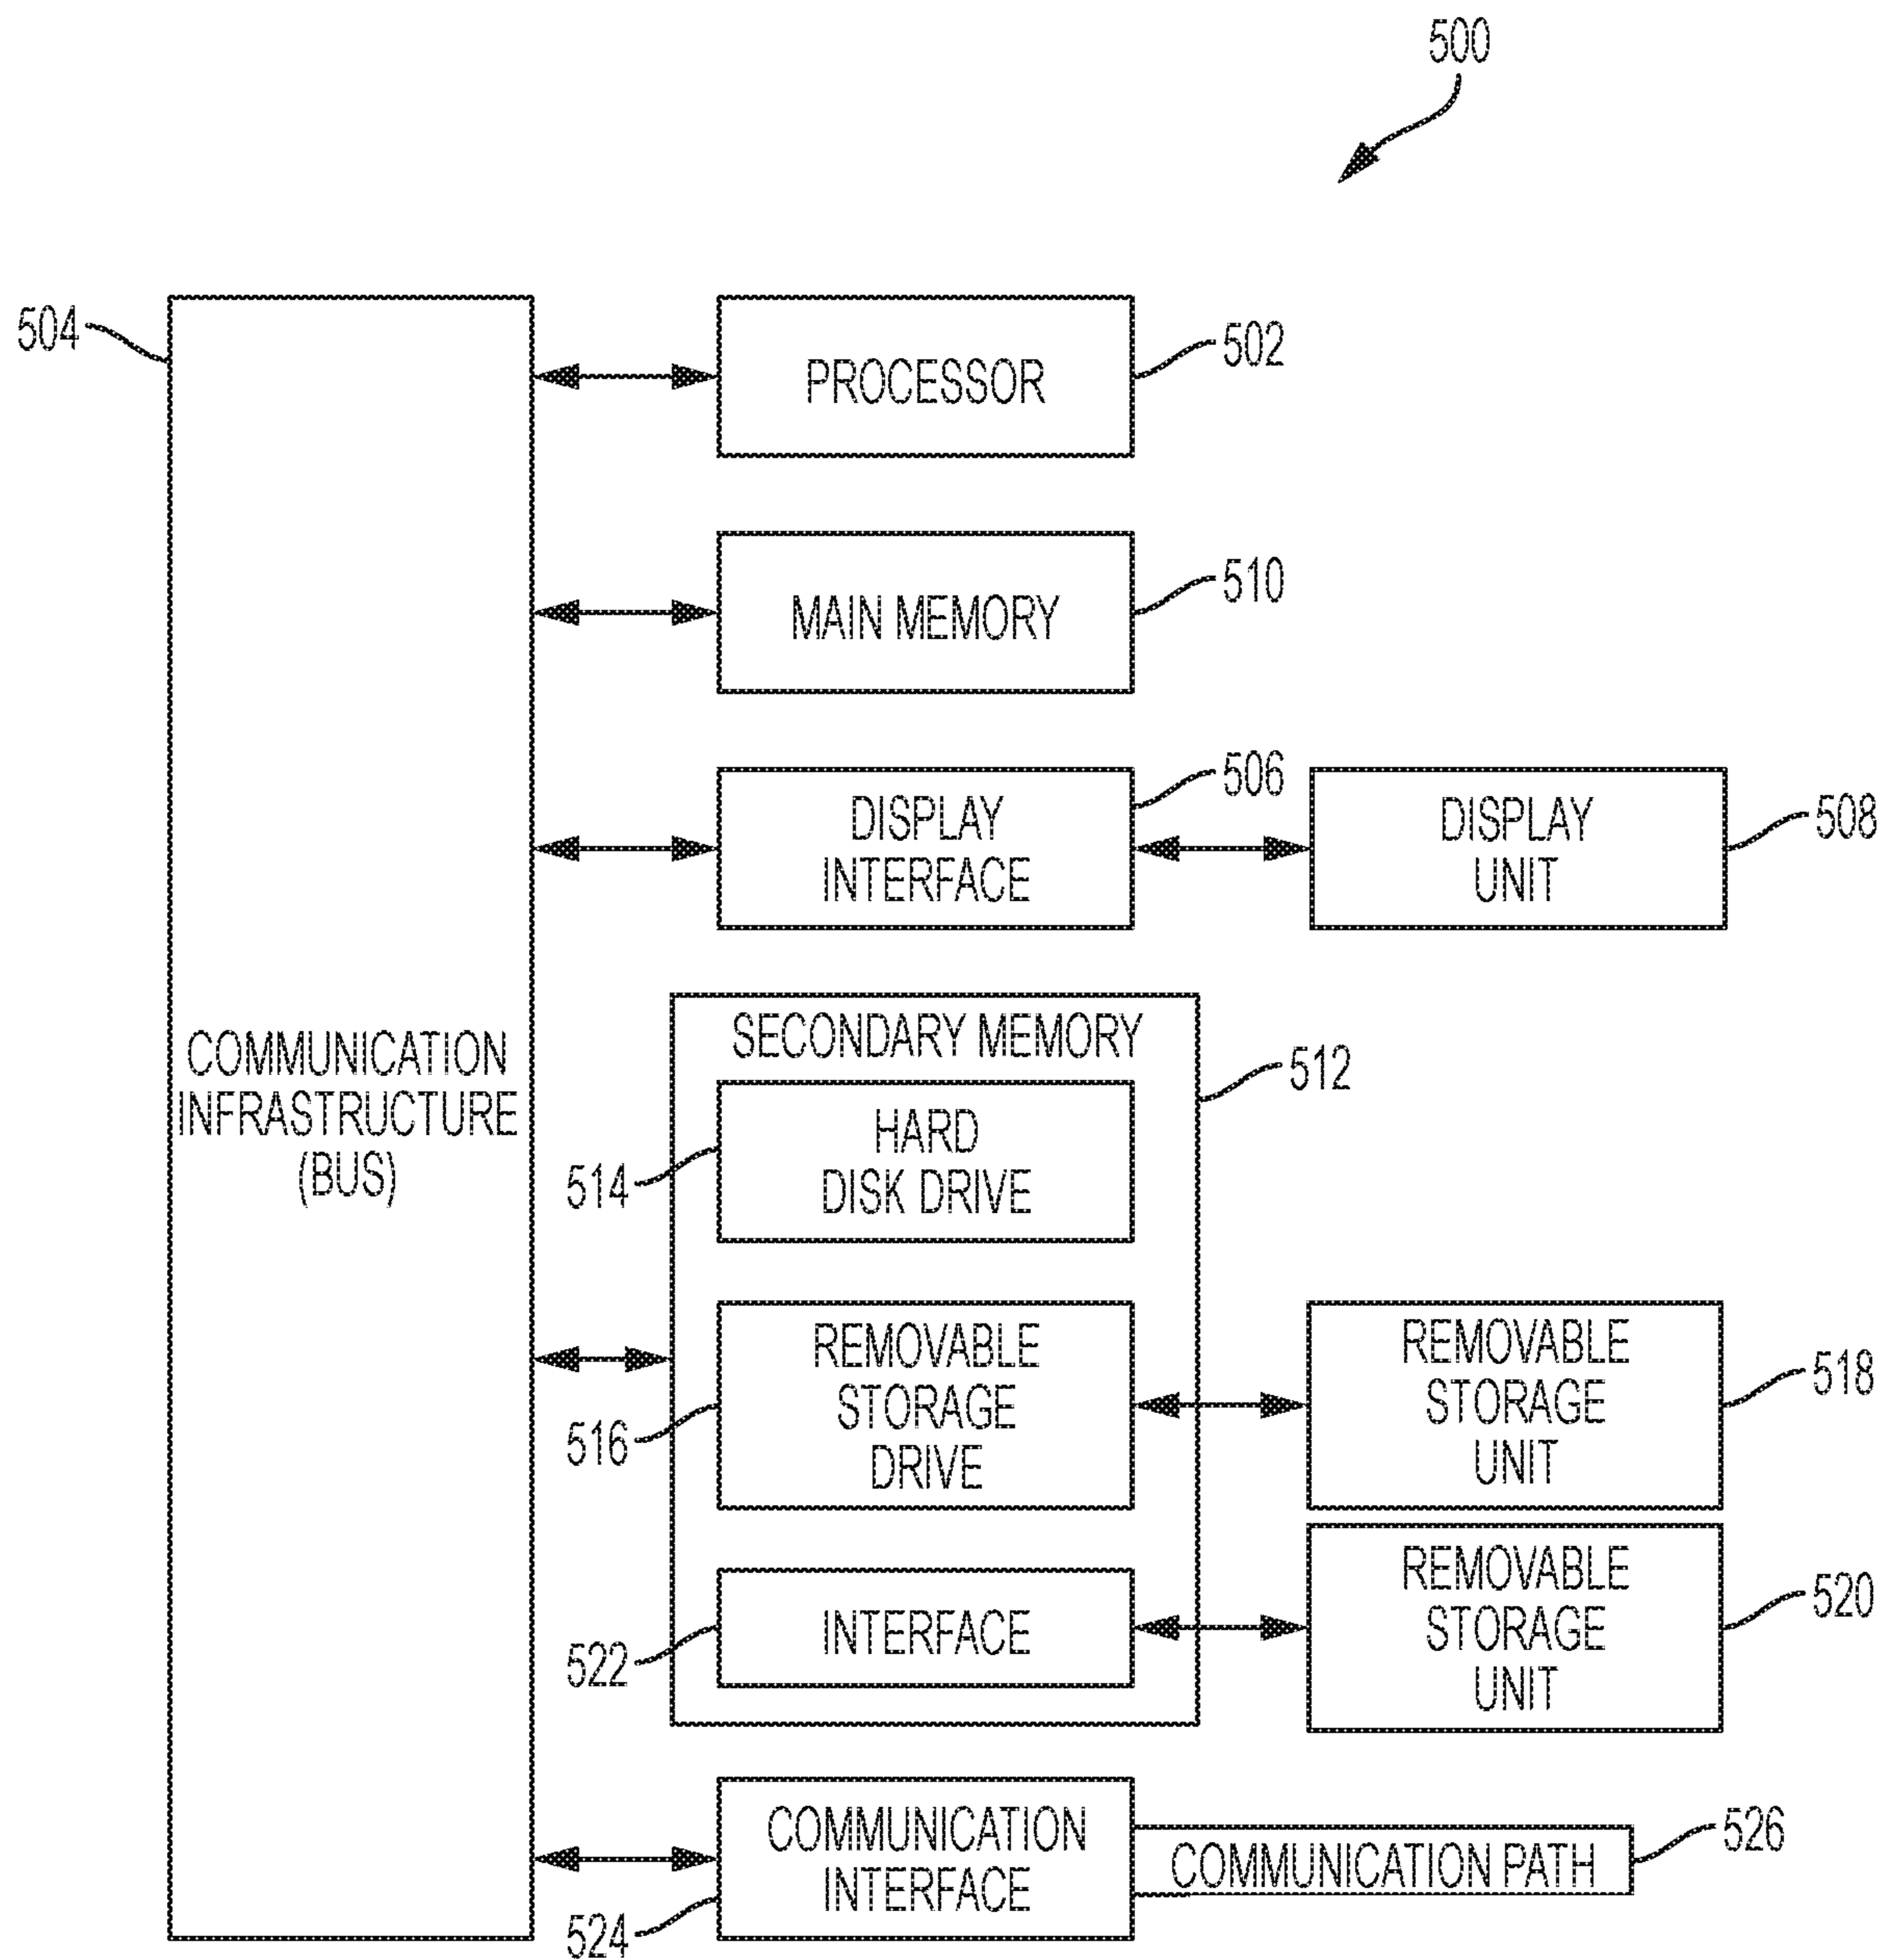 500
504
PROCESSOR
502
MAIN MEMORY
510
DISPLAY
INTERFACE
506
DISPLAY
UNIT
508
COMMUNICATION
INFRASTRUCTURE
(BUS)
SECONDARY MEMORY
512
HARD
DISK DRIVE
514
REMOVABLE
STORAGE
DRIVE
516
REMOVABLE
STORAGE
UNIT
518
INTERFACE
522
REMOVABLE
STORAGE
UNIT
520
COMMUNICATION
INTERFACE
524
COMMUNICATION PATH
526